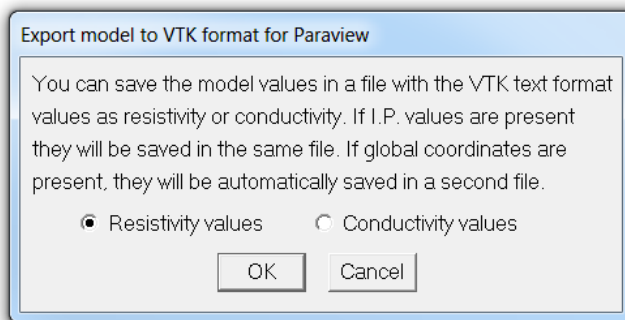 Export model to VTK format for Paraview
You can save the model values in a file with the VTK text format
values as resistivity or conductivity. If I.P. values are present
they will be saved in the same file. If global coordinates are
present, they will be automatically saved in a second file.
Resistivity values Conductivity values
OK Cancel